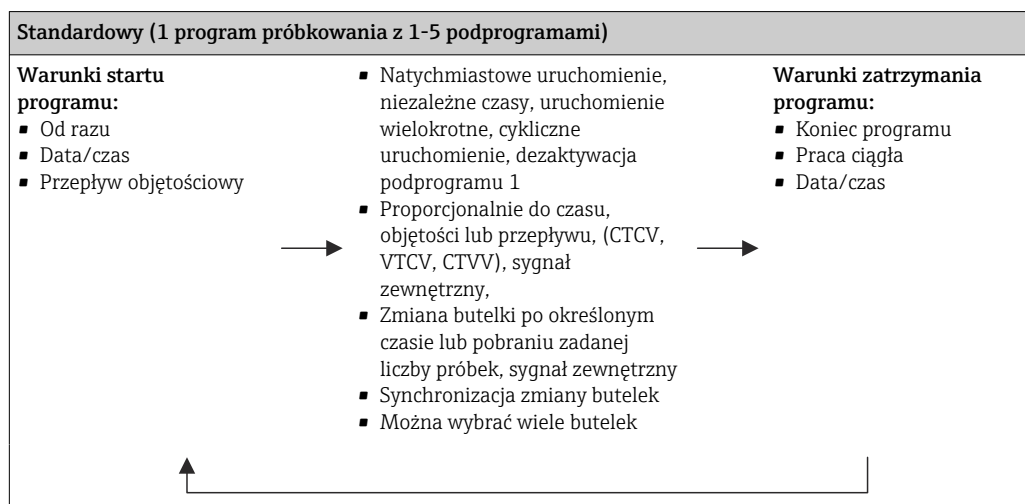 Standardowy (1 program próbkowania z 1-5 podprogramami)
Warunki startu
programu:
▪ Od razu
▪ Data/czas
▪ Przepływ objętościowy
▪ Natychmiastowe uruchomienie,
niezależne czasy, uruchomienie
wielokrotne, cykliczne
uruchomienie, dezaktywacja
podprogramu 1
▪ Proporcjonalnie do czasu,
objętości lub przepływu, (CTCV,
VTCV, CTVV), sygnał
zewnętrzny,
▪ Zmiana butelki po określonym
czasie lub pobraniu zadanej
liczby próbek, sygnał zewnętrzny
▪ Synchronizacja zmiany butelek
▪ Można wybrać wiele butelek
Warunki zatrzymania
programu:
▪ Koniec programu
▪ Praca ciągła
▪ Data/czas